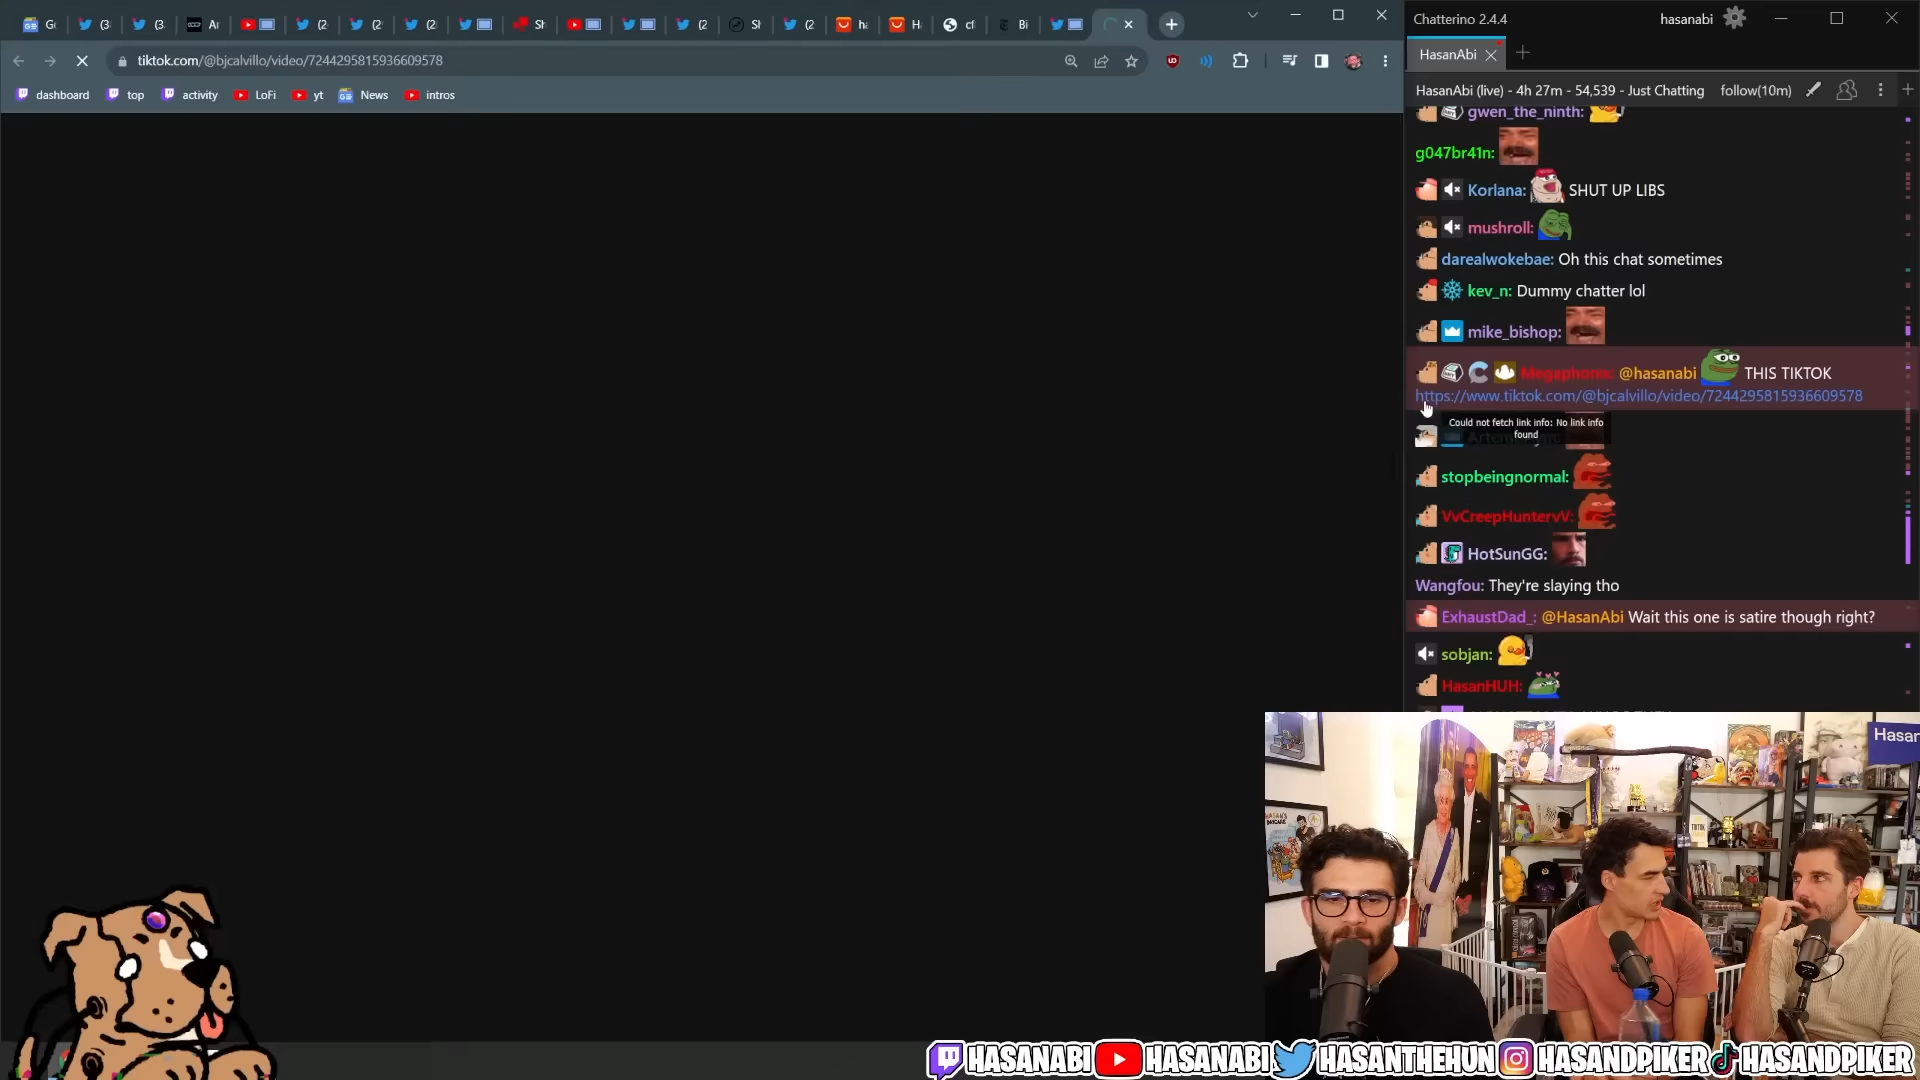 Chatterino 2.4.4
hasanabi
tiktok.com/@bjcalvillo/video/7244295815936609578
HasanAbi
dashboard
top
activity
LoFi
yt
News
intros
HasanAbi (live) - 4h 27m - 54,539 - Just Chatting
follow(10m)
gwen_the_ninth:
g047br41n:
Korlana: SHUT UP LIBS
mushroll:
darealwokebae: Oh this chat sometimes
kev_n: Dummy chatter lol
mike_bishop:
Megaphonix: @hasanabi THIS TIKTOK
https://www.tiktok.com/@bjcalvillo/video/7244295815936609578
Could not fetch link info: No link info
found
stopbeingnormal:
VvCreepHuntervV:
HotSunGG:
Wangfou: They're slaying tho
ExhaustDad_: @HasanAbi Wait this one is satire though right?
sobjan:
HasanHUH:
Hasan
HASANABI
HASANABI
HASANTHEHUN
HASANDPIKER
HASANDPIKER